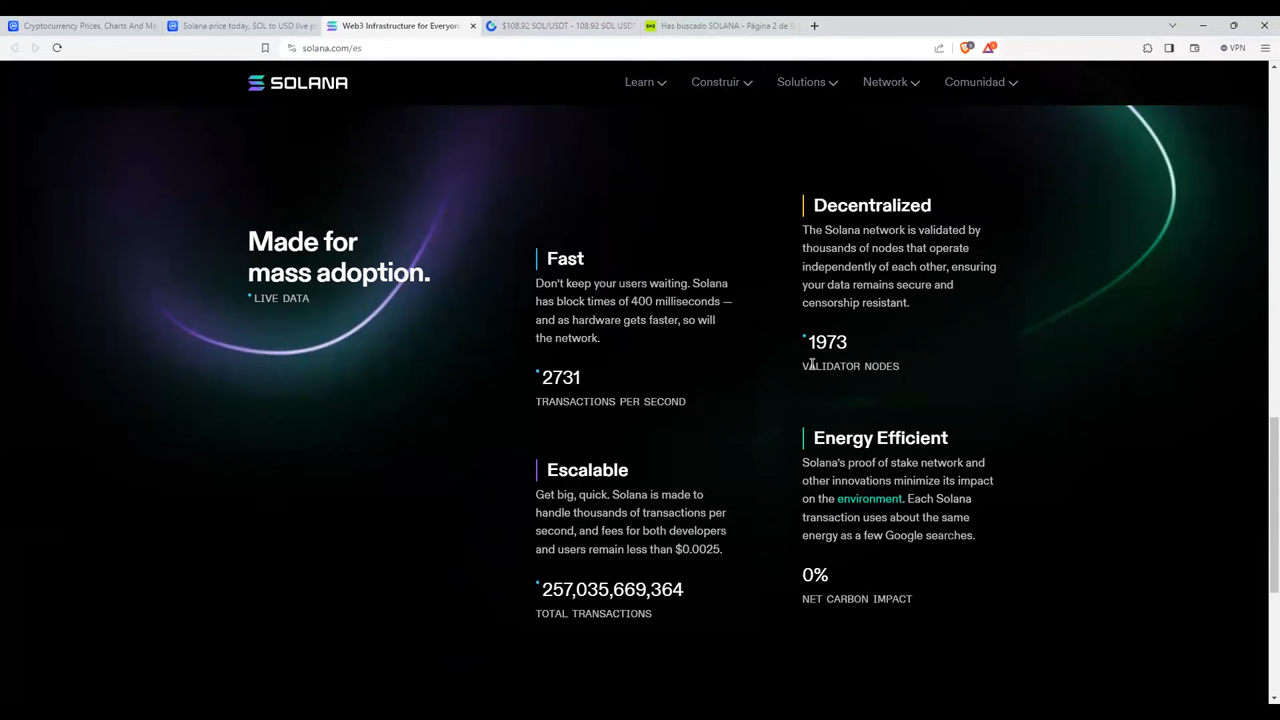 Cryptocurrency Prices, Charts And Ma
Solana price today, SOL to USD live p
Web3 Infrastructure for Everyon
$108.92 SOL/USDT - 108.92 SOL USDT
Has buscado SOLANA - Página 2 de 9
solana.com/es
VPN
SOLANA
Learn
Construir
Solutions
Network
Comunidad
Made for
mass adoption.
LIVE DATA
Fast
Don't keep your users waiting. Solana
has block times of 400 milliseconds —
and as hardware gets faster, so will
the network.
2731
TRANSACTIONS PER SECOND
Escalable
Get big, quick. Solana is made to
handle thousands of transactions per
second, and fees for both developers
and users remain less than $0.0025.
257,035,669,364
TOTAL TRANSACTIONS
Decentralized
The Solana network is validated by
thousands of nodes that operate
independently of each other, ensuring
your data remains secure and
censorship resistant.
1973
VALIDATOR NODES
Energy Efficient
Solana's proof of stake network and
other innovations minimize its impact
on the environment. Each Solana
transaction uses about the same
energy as a few Google searches.
0%
NET CARBON IMPACT